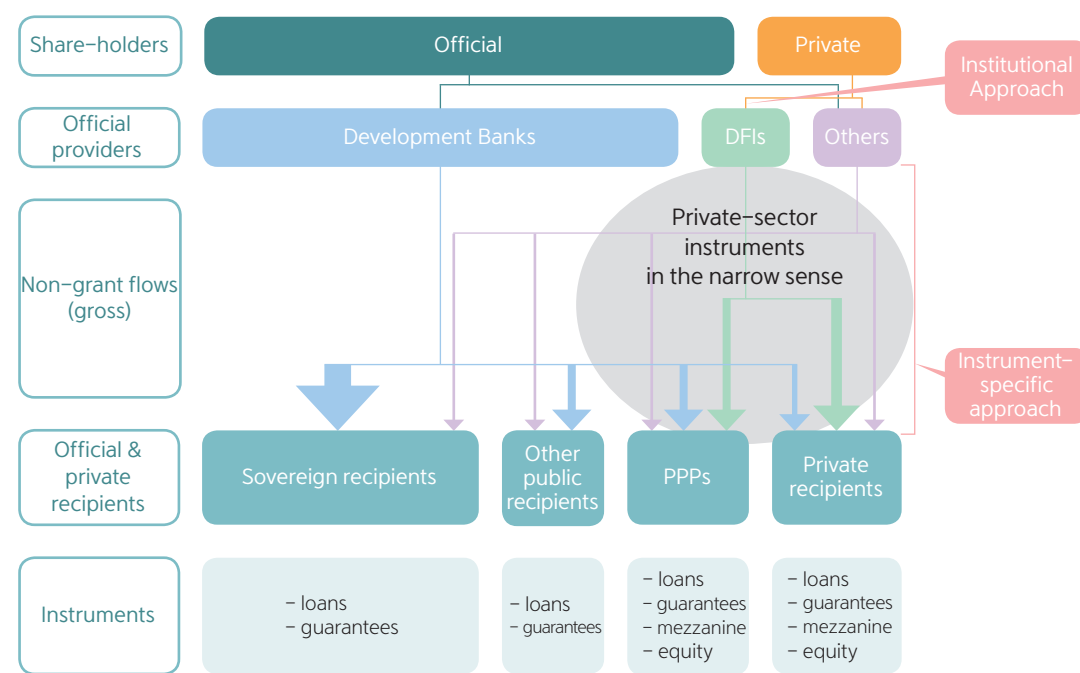 Share-holders
Official
Private
Institutional
Approach
Official
providers
Development Banks
DFIs
Others
Non-grant flows
(gross)
Private-sector
instruments
in the narrow sense
Instrument-
specific
approach
Official &
private
recipients
Sovereign recipients
Other
public
recipients
PPPs
Private
recipients
Instruments
- loans
- guarantees
- loans
- guarantees
- loans
- guarantees
- mezzanine
- equity
- loans
- guarantees
- mezzanine
- equity